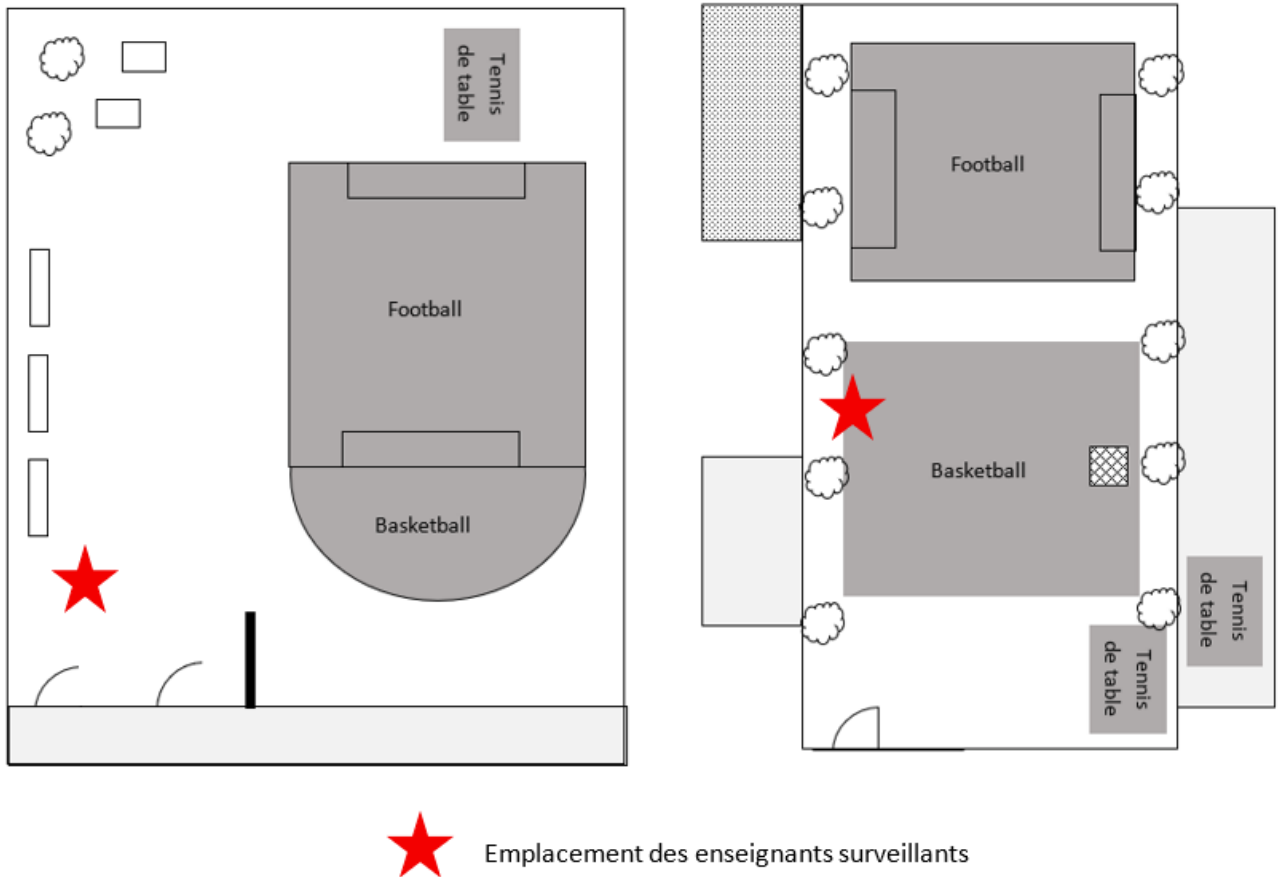 Tennis
de table
Football
Basketball
Football
Basketball
Tennis
de table
Tennis
de table
Emplacement des enseignants surveillants